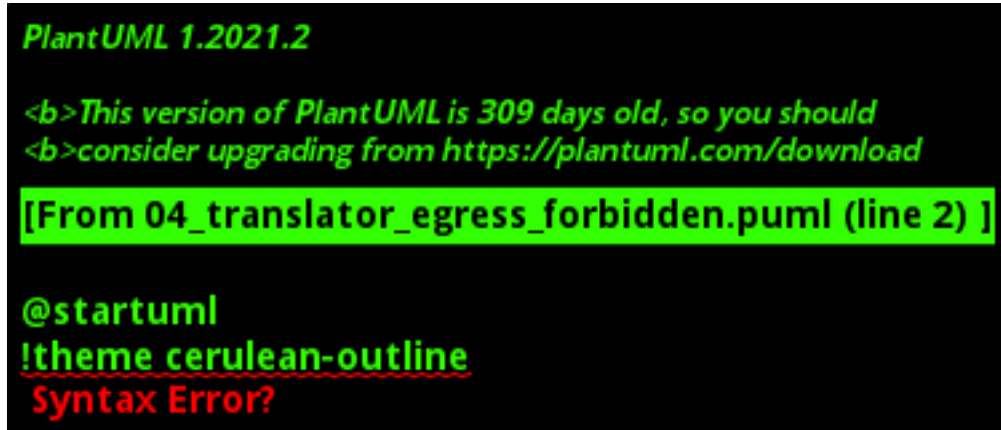 PlantUML 1.2021.2
<b>This version of PlantUML is 309 days old, so you should
<b>consider upgrading from https://plantuml.com/download
[From 04_translator_egress_forbidden.puml (line 2) ]
@startuml
!theme cerulean-outline
Syntax Error?